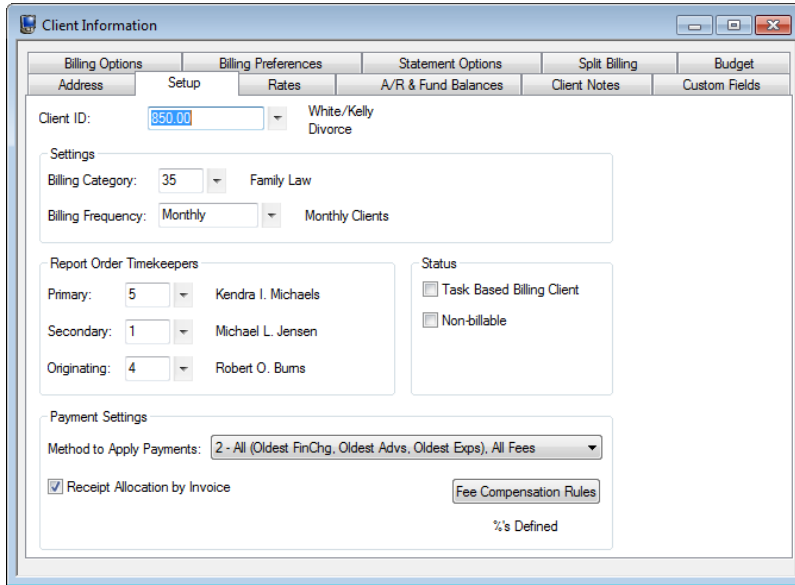 Client Information
Billing Options Billing Preferences Statement Options Split Billing Budget
Address Setup Rates A/R & Fund Balances Client Notes Custom Fields
Client ID: 850.00 White/Kelly
Divorce
Settings
Billing Category: 35 Family Law
Billing Frequency: Monthly Monthly Clients
Report Order Timekeepers
Primary: 5 Kendra I. Michaels
Secondary: 1 Michael L. Jensen
Originating: 4 Robert O. Burns
Status
Task Based Billing Client
Non-billable
Payment Settings
Method to Apply Payments: 2 - All (Oldest FinChg, Oldest Advs, Oldest Exps), All Fees
Receipt Allocation by Invoice
Fee Compensation Rules
%'s Defined